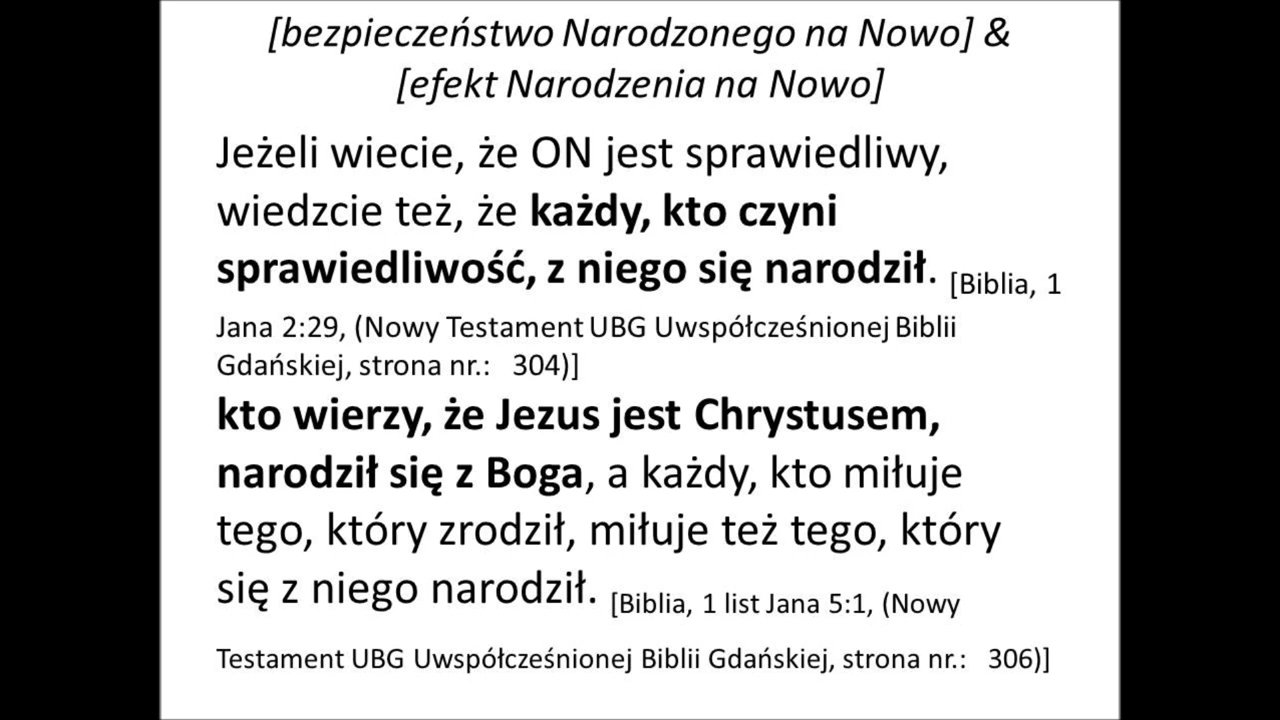 [bezpieczeństwo Narodzonego na Nowo] &
[efekt Narodzenia na Nowo]
Jeżeli wiecie, że ON jest sprawiedliwy,
wiedzcie też, że każdy, kto czyni
sprawiedliwość, z niego się narodził. [Biblia, 1
Jana 2:29, (Nowy Testament UBG Uwspółcześnionej Biblii
Gdańskiej, strona nr.: 304)]
kto wierzy, że Jezus jest Chrystusem,
narodził się z Boga, a każdy, kto miłuje
tego, który zrodził, miłuje też tego, który
się z niego narodził. [Biblia, 1 list Jana 5:1, (Nowy
Testament UBG Uwspółcześnionej Biblii Gdańskiej, strona nr.: 306)]